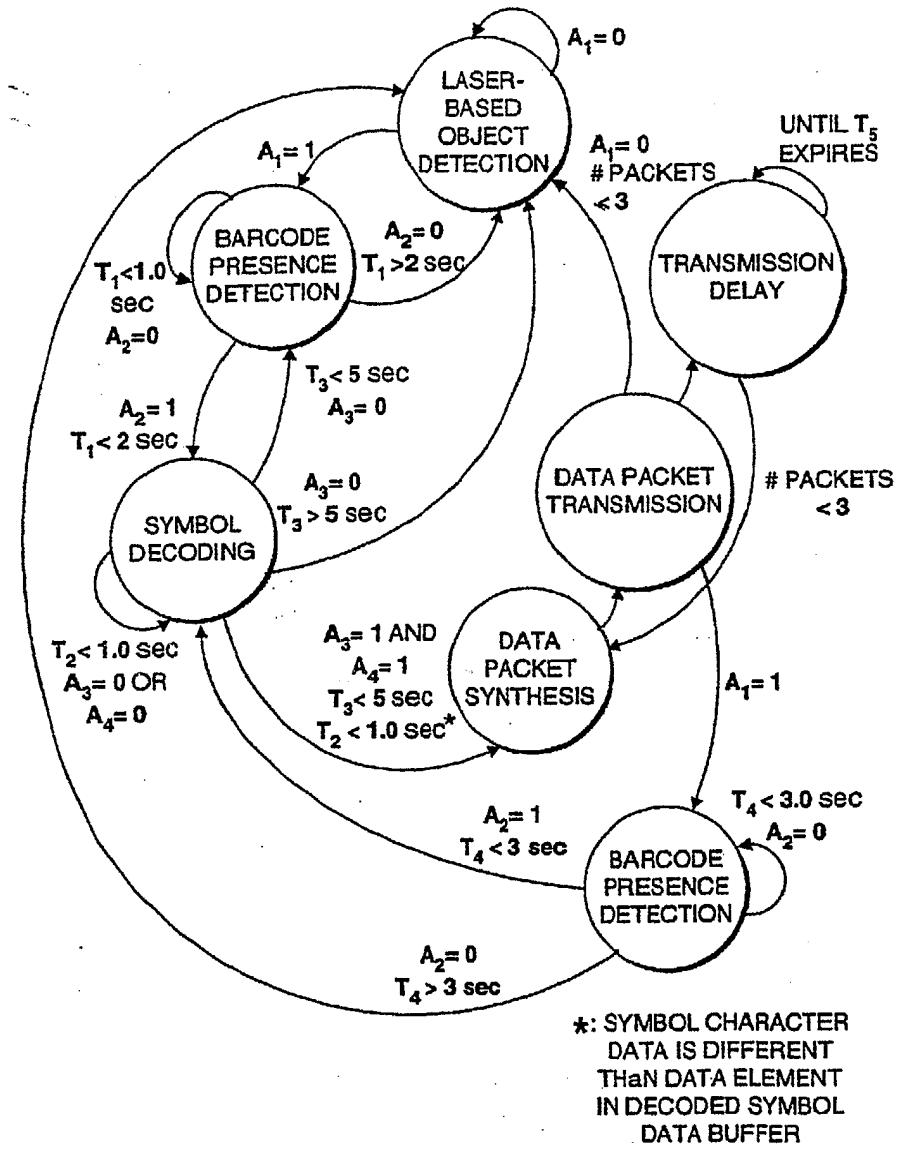 A₁=0
LASER-
BASED
OBJECT
DETECTION
A₁=1
A₁=0
# PACKETS
<3
UNTIL T₅
EXPIRES
TRANSMISSION
DELAY
BARCODE
PRESENCE
DETECTION
A₂=0
T₁>2 sec
T₁<1.0
sec
A₂=0
T₃<5 sec
A₃=0
A₂=1
T₁<2 sec
A₃=0
T₃>5 sec
DATA PACKET
TRANSMISSION
# PACKETS
<3
SYMBOL
DECODING
T₂<1.0 sec
A₃=0 OR
A₄=0
A₃=1 AND
A₄=1
T₃<5 sec
T₂<1.0 sec*
DATA
PACKET
SYNTHESIS
A₁=1
A₂=1
T₄<3 sec
T₄<3.0 sec
A₂=0
BARCODE
PRESENCE
DETECTION
A₂=0
T₄>3 sec
*: SYMBOL CHARACTER
DATA IS DIFFERENT
THaN DATA ELEMENT
IN DECODED SYMBOL
DATA BUFFER